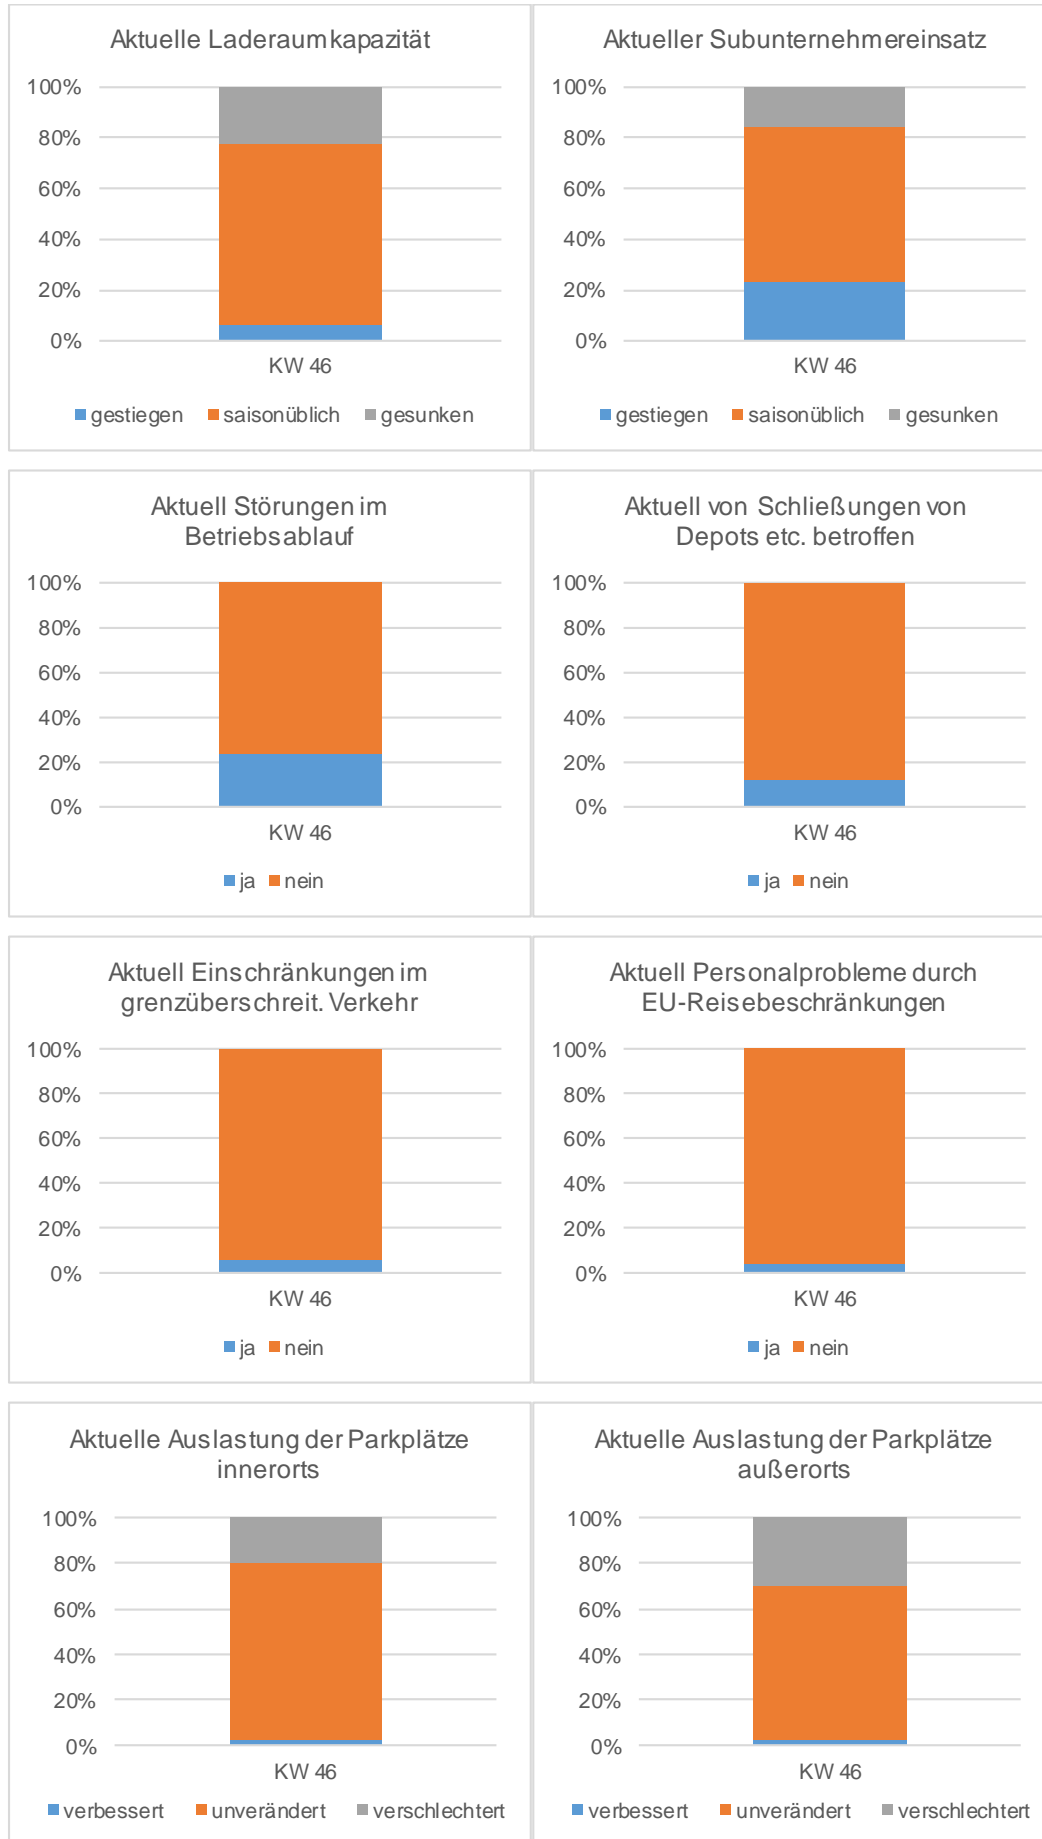 Aktuelle Laderaumkapazität
100%
80%
60%
40%
20%
0%
KW 46
gestiegen saisonüblich gesunken
Aktueller Subunternehmereinsatz
100%
80%
60%
40%
20%
0%
KW 46
gestiegen saisonüblich gesunken
Aktuell Störungen im
Betriebsablauf
100%
80%
60%
40%
20%
0%
KW 46
ja nein
Aktuell von Schließungen von
Depots etc. betroffen
100%
80%
60%
40%
20%
0%
KW 46
ja nein
Aktuell Einschränkungen im
grenzüberschreit. Verkehr
100%
80%
60%
40%
20%
0%
KW 46
ja nein
Aktuell Personalprobleme durch
EU-Reisebeschränkungen
100%
80%
60%
40%
20%
0%
KW 46
ja nein
Aktuelle Auslastung der Parkplätze
innerorts
100%
80%
60%
40%
20%
0%
KW 46
verbessert unverändert verschlechtert
Aktuelle Auslastung der Parkplätze
außerorts
100%
80%
60%
40%
20%
0%
KW 46
verbessert unverändert verschlechtert